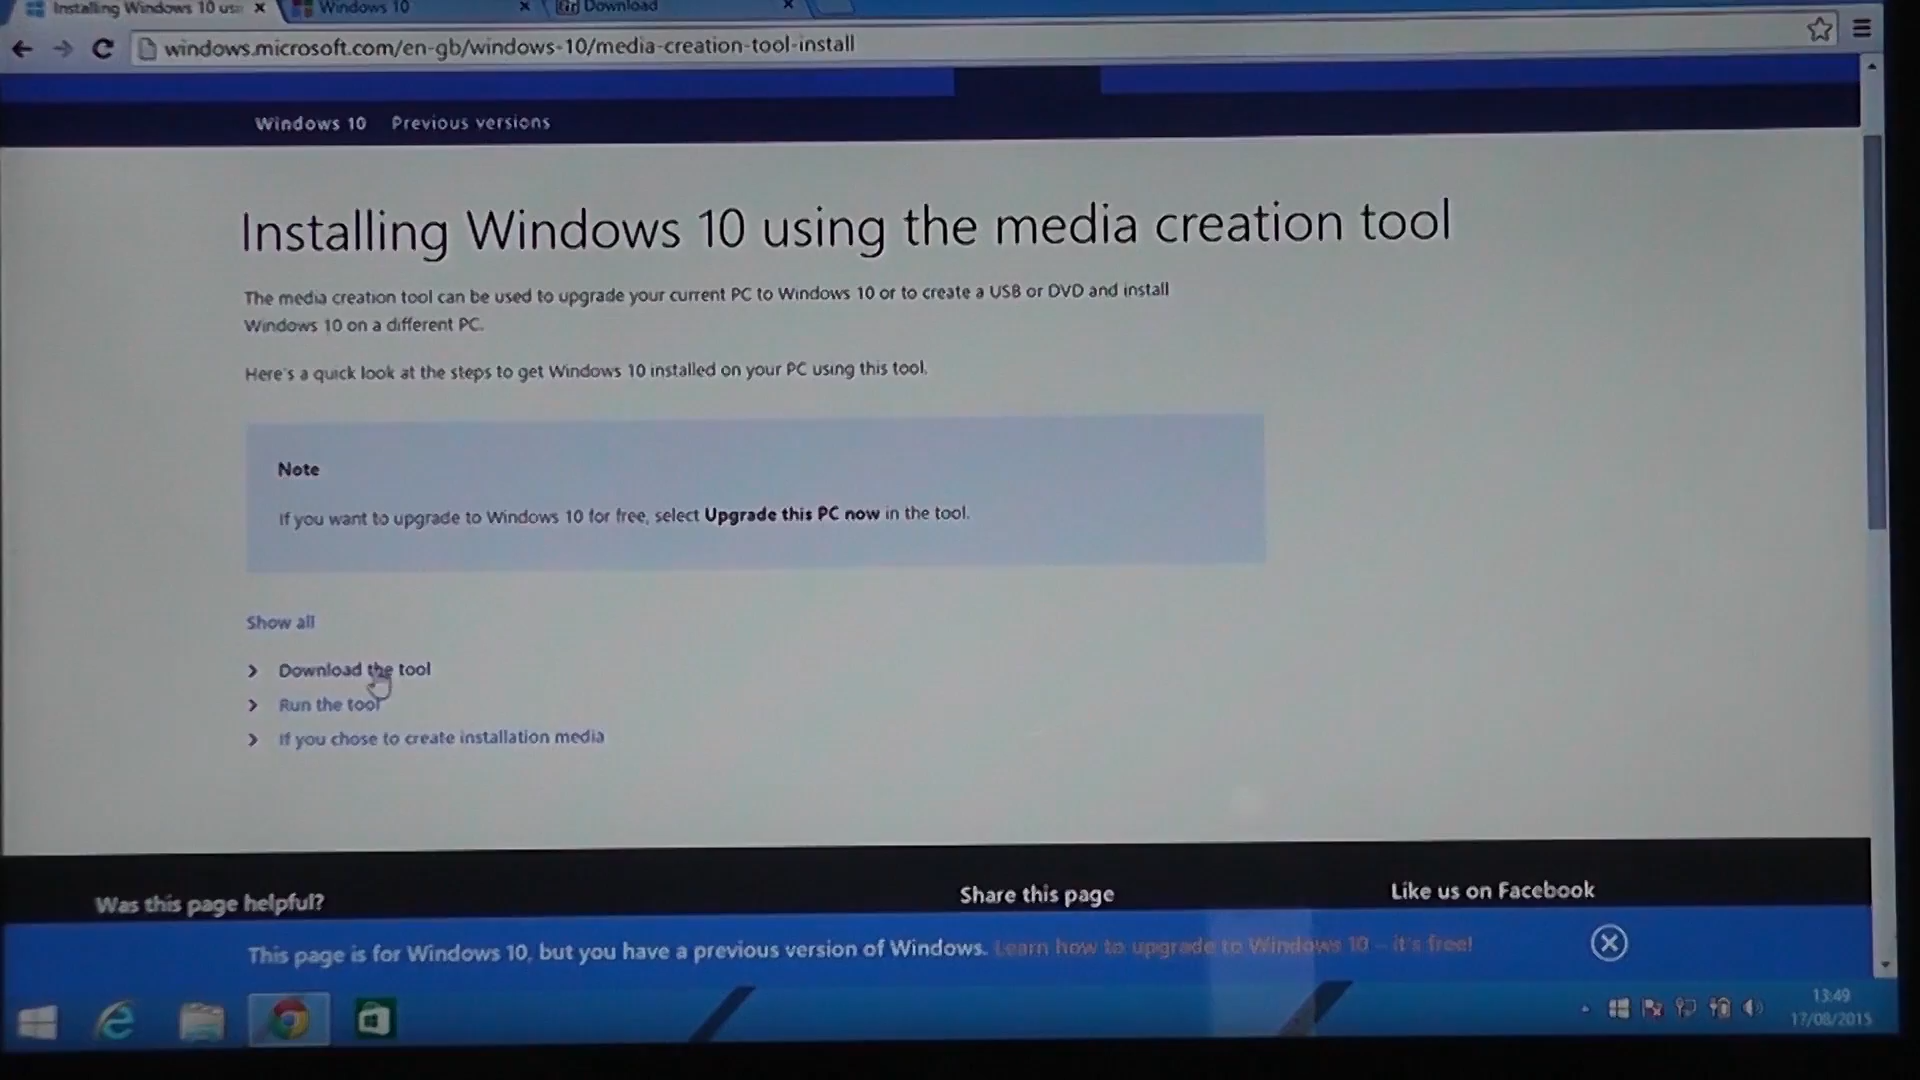 Installing Windows 10 us
Windows 10
Download
windows.microsoft.com/en-gb/windows-10/media-creation-tool-install
Windows 10 Previous versions
Installing Windows 10 using the media creation tool
The media creation tool can be used to upgrade your current PC to Windows 10 or to create a USB or DVD and install
Windows 10 on a different PC.
Here's a quick look at the steps to get Windows 10 installed on your PC using this tool.
Note
If you want to upgrade to Windows 10 for free, select Upgrade this PC now in the tool.
Show all
Download the tool
Run the tool
If you chose to create installation media
Was this page helpful?
Share this page
Like us on Facebook
This page is for Windows 10, but you have a previous version of Windows. Learn how to upgrade to Windows 10 – it's free!
13:49
17/08/2015